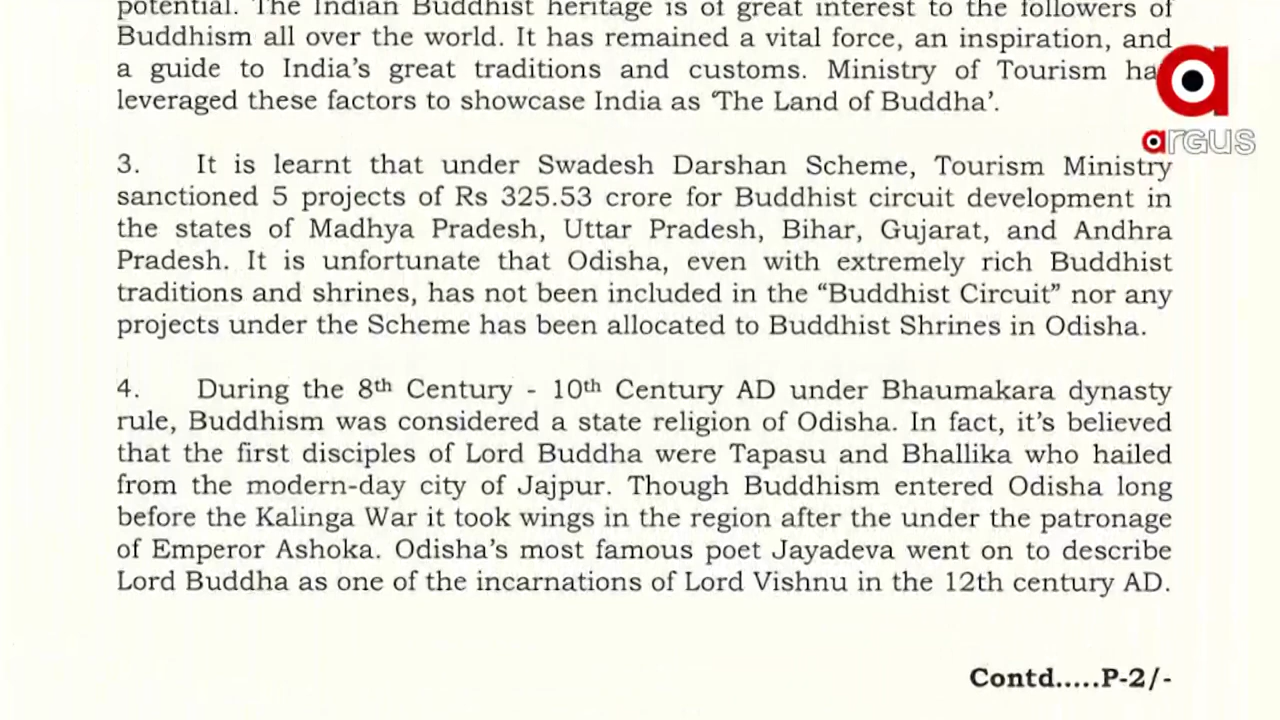 potential. The Indian Buddhist heritage is of great interest to the followers of
Buddhism all over the world. It has remained a vital force, an inspiration, and
a guide to India's great traditions and customs. Ministry of Tourism ha
leveraged these factors to showcase India as 'The Land of Buddha'.
argus
3. It is learnt that under Swadesh Darshan Scheme, Tourism Ministry
sanctioned 5 projects of Rs 325.53 crore for Buddhist circuit development in
the states of Madhya Pradesh, Uttar Pradesh, Bihar, Gujarat, and Andhra
Pradesh. It is unfortunate that Odisha, even with extremely rich Buddhist
traditions and shrines, has not been included in the “Buddhist Circuit” nor any
projects under the Scheme has been allocated to Buddhist Shrines in Odisha.
4. During the 8th Century - 10th Century AD under Bhaumakara dynasty
rule, Buddhism was considered a state religion of Odisha. In fact, it's believed
that the first disciples of Lord Buddha were Tapasu and Bhallika who hailed
from the modern-day city of Jajpur. Though Buddhism entered Odisha long
before the Kalinga War it took wings in the region after the under the patronage
of Emperor Ashoka. Odisha's most famous poet Jayadeva went on to describe
Lord Buddha as one of the incarnations of Lord Vishnu in the 12th century AD.
Contd.....P-2/-